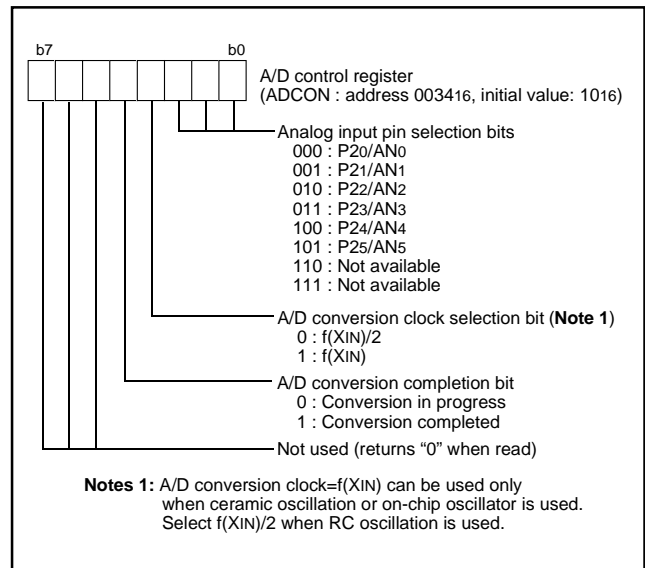 b7 b0
A/D control register
(ADCON : address 003416, initial value: 1016)
Analog input pin selection bits
000 : P20/AN0
001 : P21/AN1
010 : P22/AN2
011 : P23/AN3
100 : P24/AN4
101 : P25/AN5
110 : Not available
111 : Not available
A/D conversion clock selection bit (Note 1)
0 : f(XIN)/2
1 : f(XIN)
A/D conversion completion bit
0 : Conversion in progress
1 : Conversion completed
Not used (returns “0” when read)
Notes 1: A/D conversion clock=f(XIN) can be used only
when ceramic oscillation or on-chip oscillator is used.
Select f(XIN)/2 when RC oscillation is used.